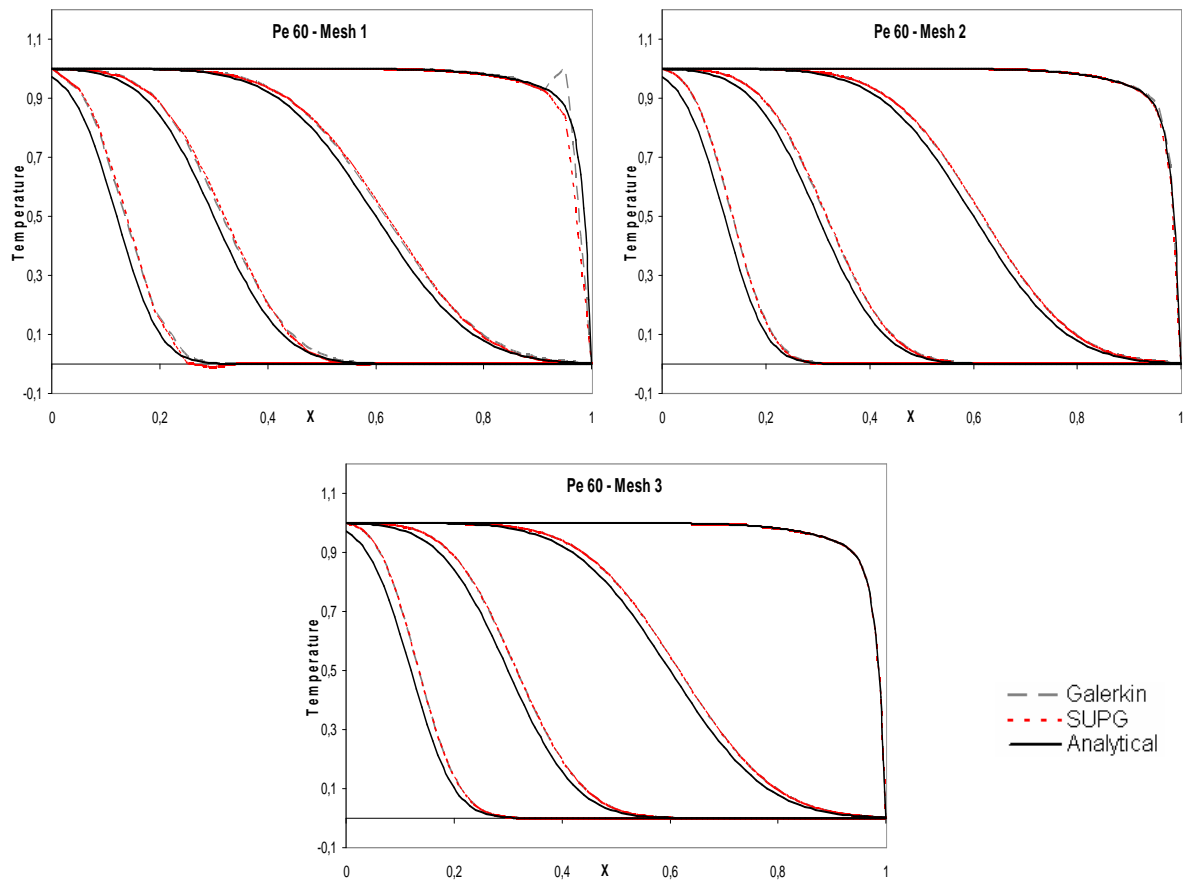 Pe 60 - Mesh 1
1,1
0,9
0,7
0,5
0,3
0,1
-0,1
Temperature
0 0,2 0,4 0,6 0,8 1
X
Pe 60 - Mesh 2
1,1
0,9
0,7
0,5
0,3
0,1
-0,1
Temperature
0 0,2 0,4 0,6 0,8 1
X
Pe 60 - Mesh 3
1,1
0,9
0,7
0,5
0,3
0,1
-0,1
Temperature
0 0,2 0,4 0,6 0,8 1
X
Galerkin
SUPG
Analytical